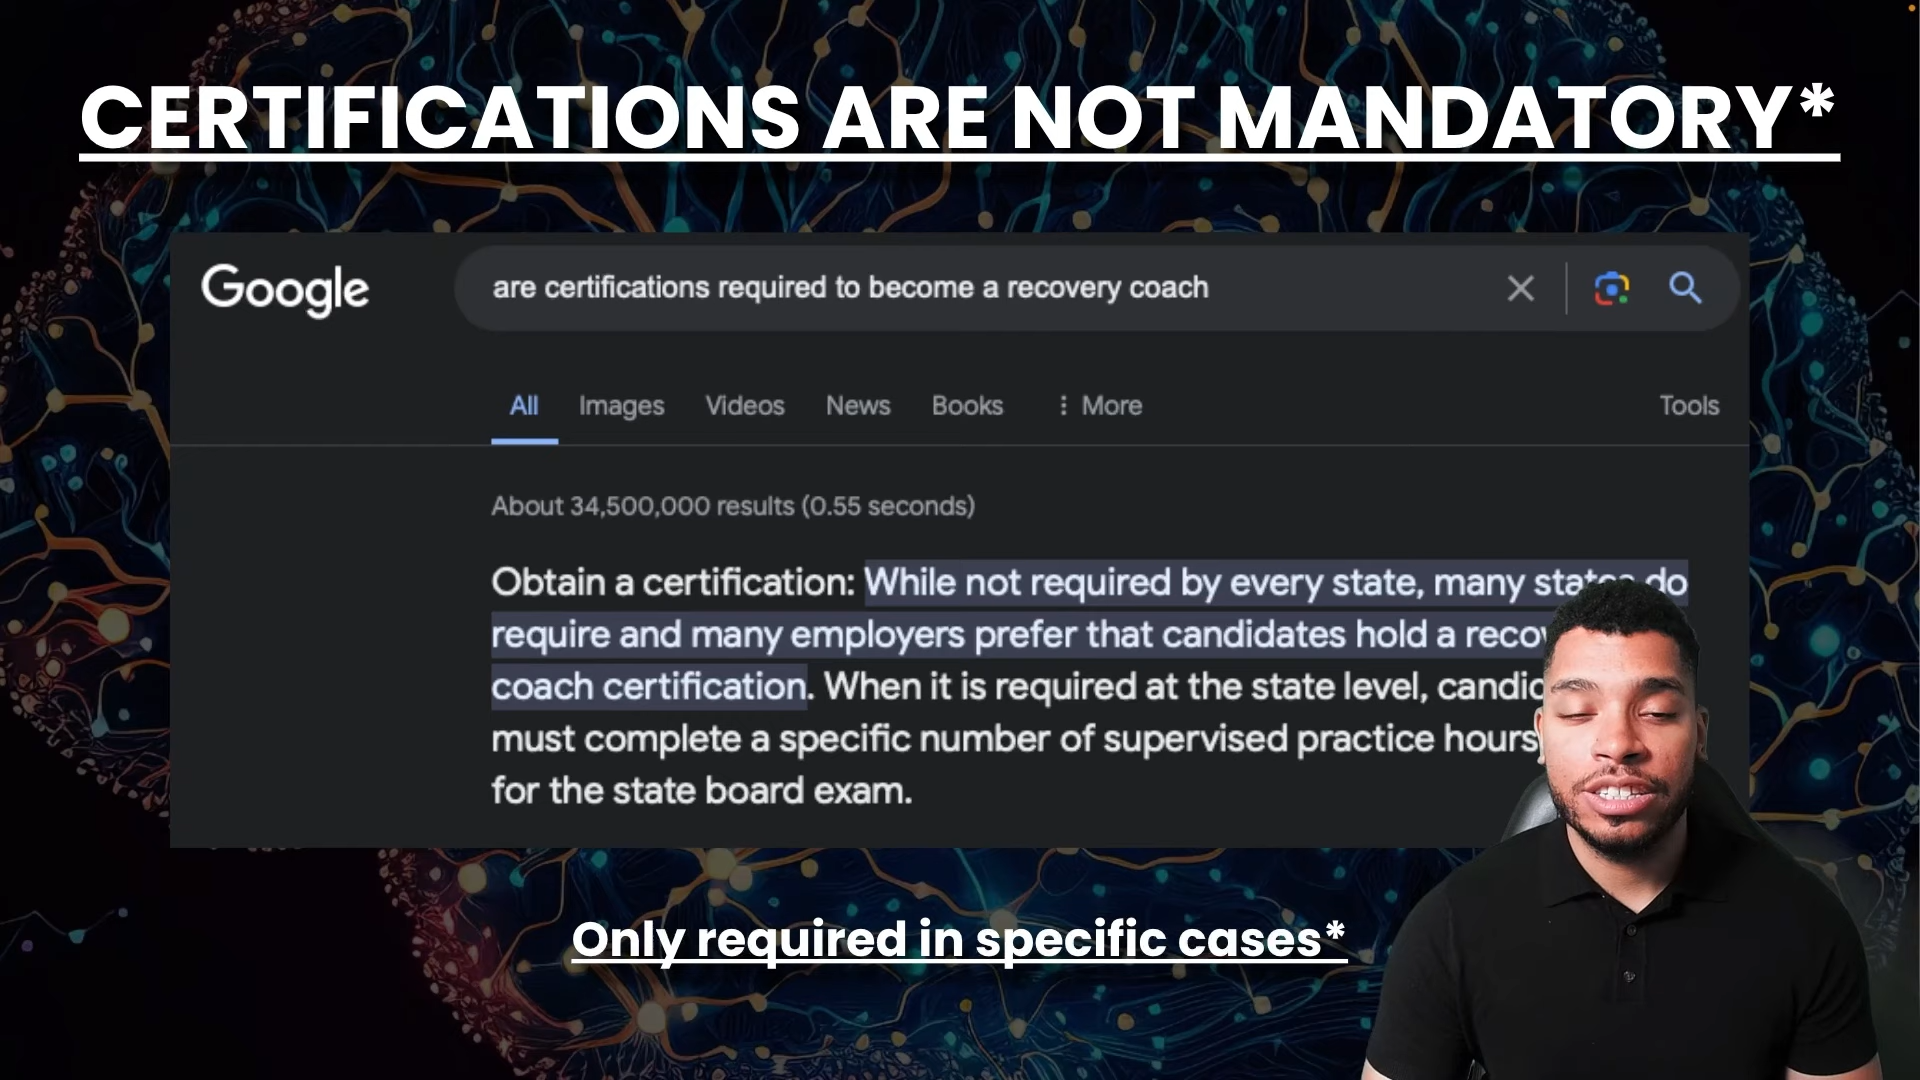 CERTIFICATIONS ARE NOT MANDATORY*
Google
are certifications required to become a recovery coach
All Images Videos News Books More Tools
About 34,500,000 results (0.55 seconds)
Obtain a certification: While not required by every state, many states do
require and many employers prefer that candidates hold a
coach certification. When it is required at the state level,
must complete a specific number of supervised practice hours
for the state board exam.
Only required in specific cases*